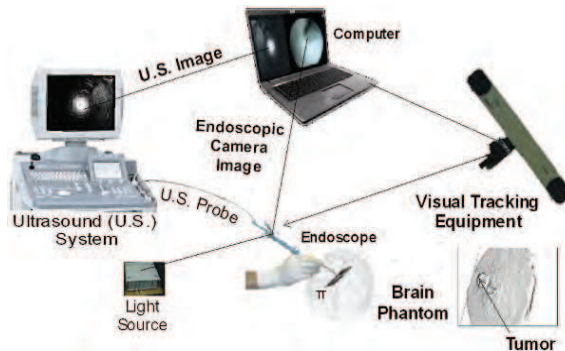 U.S. Image
Computer
Endoscopic
Camera
Image
Ultrasound (U.S.)
System
U.S. Probe
Endoscope
Visual Tracking
Equipment
Light
Source
π
Brain
Phantom
Tumor